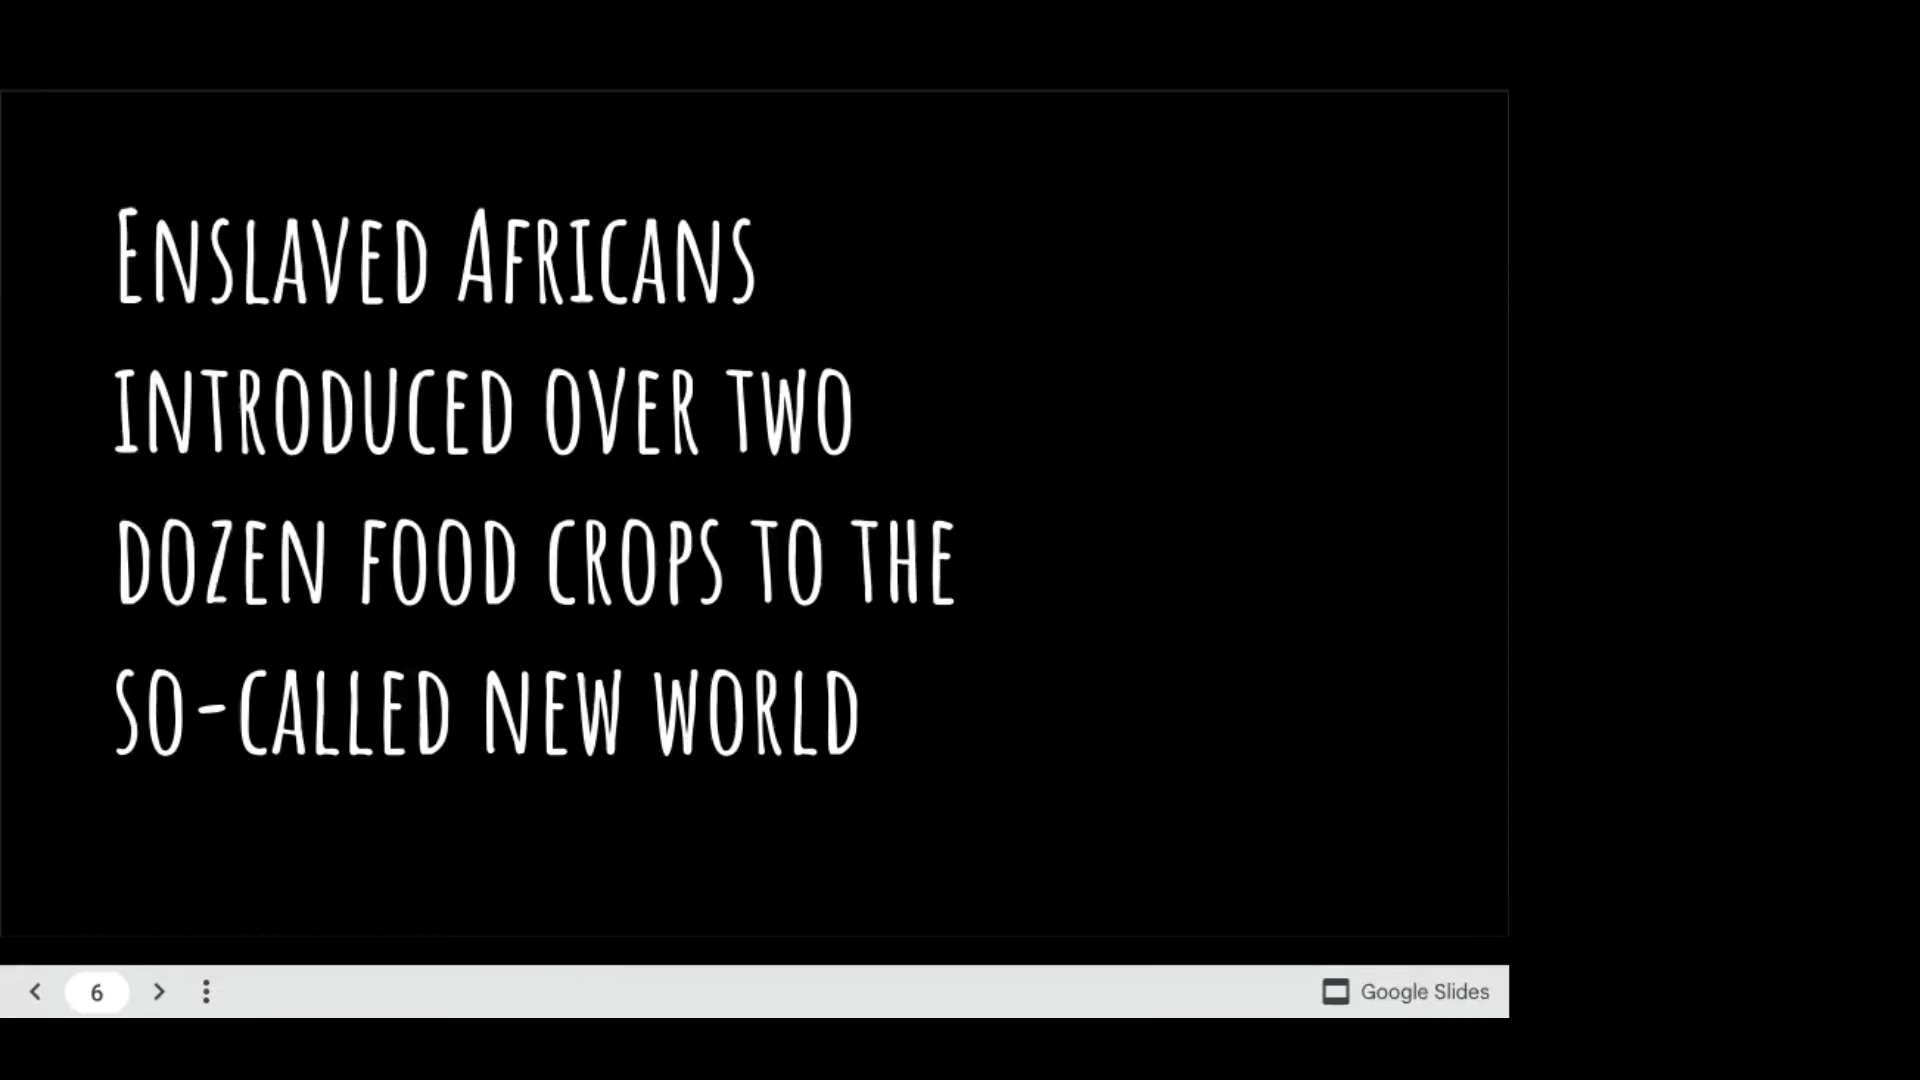 Enslaved Africans
introduced over two
dozen food crops to the
so-called new world
6
Google Slides